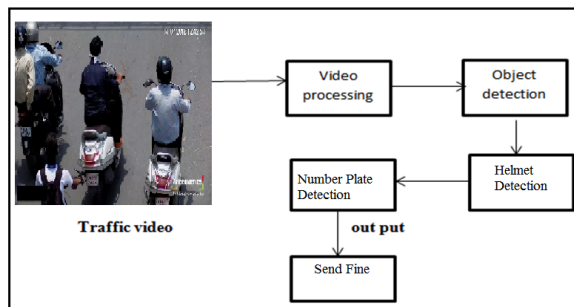 Video
processing
Object
detection
Number Plate
Detection
Helmet
Detection
Traffic video
out put
Send Fine